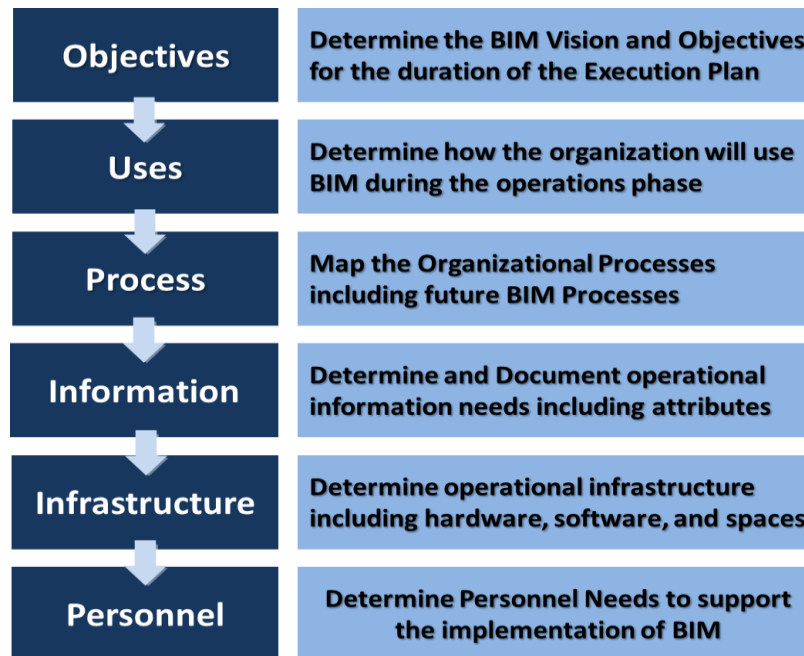 Objectives
Determine the BIM Vision and Objectives
for the duration of the Execution Plan
Uses
Determine how the organization will use
BIM during the operations phase
Process
Map the Organizational Processes
including future BIM Processes
Information
Determine and Document operational
information needs including attributes
Infrastructure
Determine operational infrastructure
including hardware, software, and spaces
Personnel
Determine Personnel Needs to support
the implementation of BIM